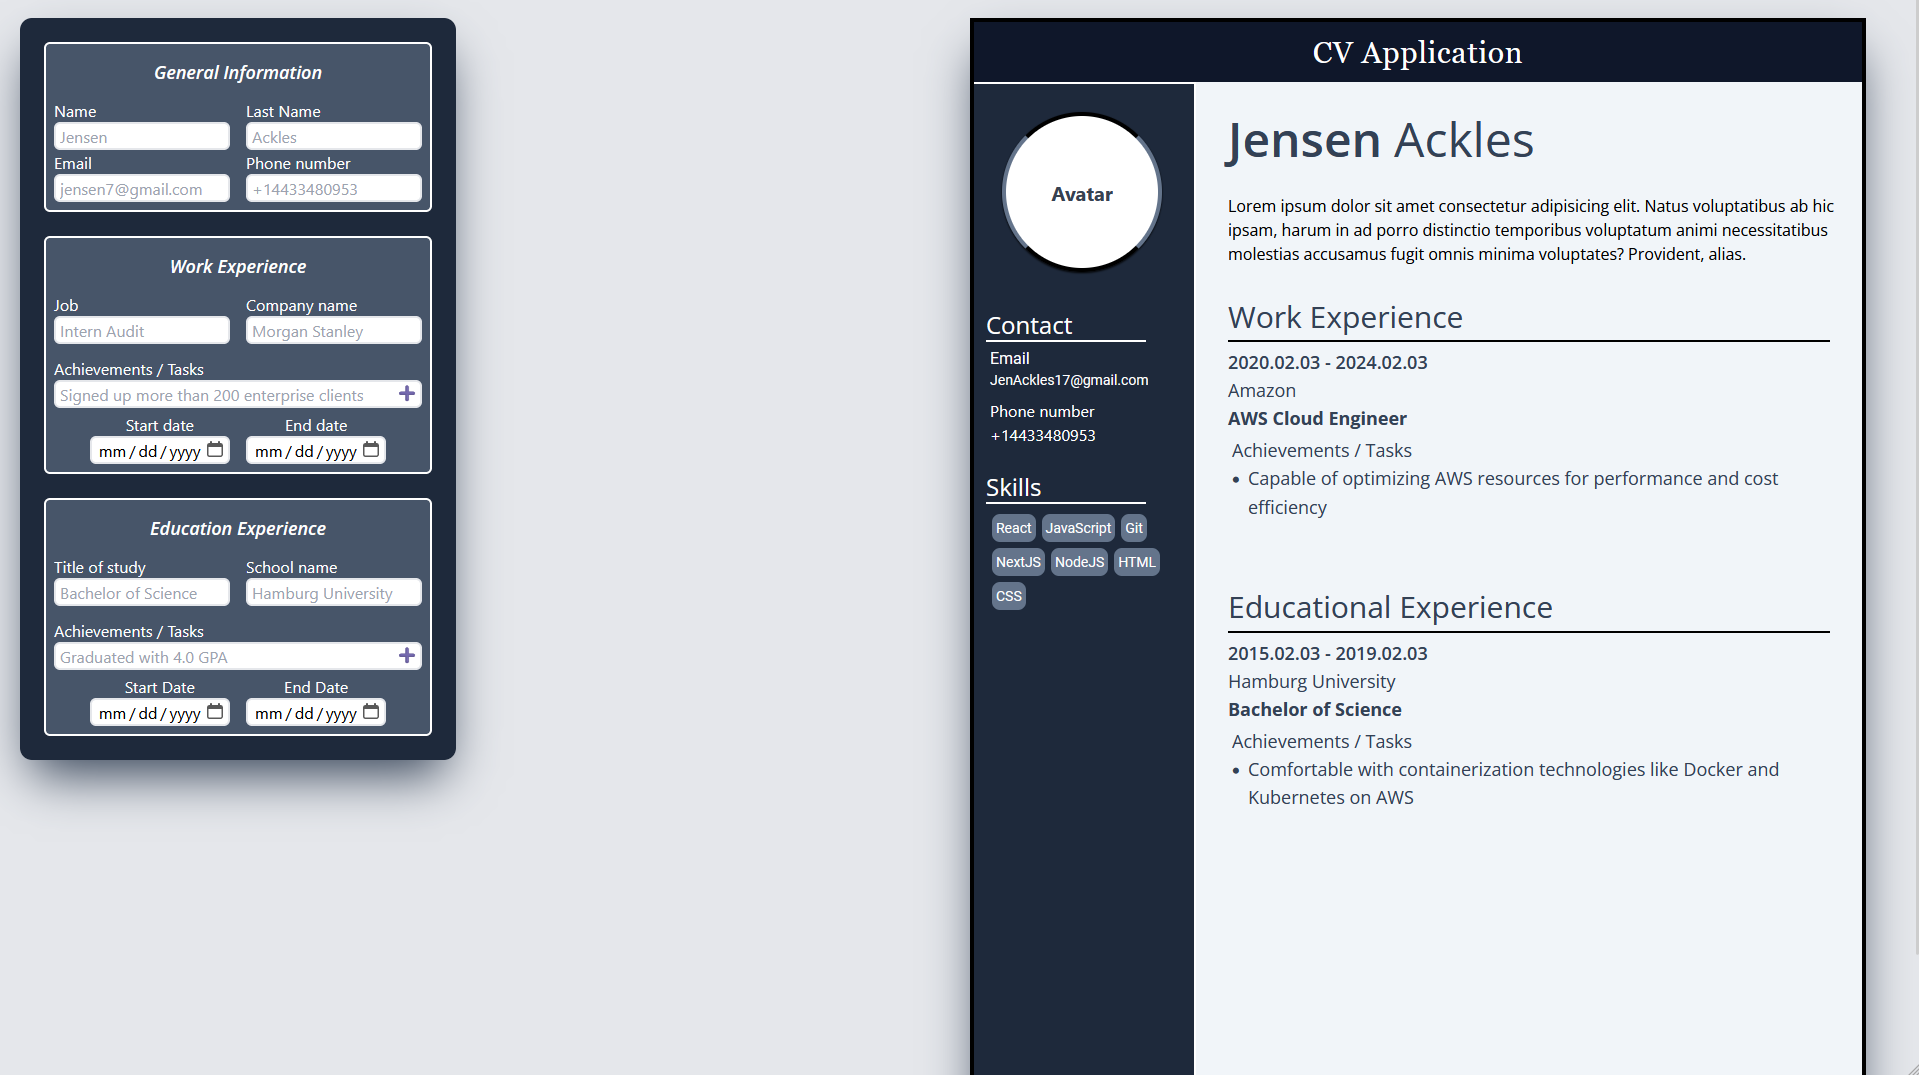 General Information
Name Last Name
Jensen Ackles
Email Phone number
jensen7@gmail.com +14433480953
Work Experience
Job Company name
Intern Audit Morgan Stanley
Achievements / Tasks
Signed up more than 200 enterprise clients
Start date End date
mm/dd/yyyy mm/dd/yyyy
Education Experience
Title of study School name
Bachelor of Science Hamburg University
Achievements / Tasks
Graduated with 4.0 GPA
Start Date End Date
mm/dd/yyyy mm/dd/yyyy
CV Application
Avatar
Contact
Email
JenAckles17@gmail.com
Phone number
+14433480953
Skills
React JavaScript Git
NextJS NodeJS HTML
CSS
Jensen Ackles
Lorem ipsum dolor sit amet consectetur adipisicing elit. Natus voluptatibus ab hic
ipsam, harum in ad porro distinctio temporibus voluptatum animi necessitatibus
molestias accusamus fugit omnis minima voluptates? Provident, alias.
Work Experience
2020.02.03 - 2024.02.03
Amazon
AWS Cloud Engineer
Achievements / Tasks
• Capable of optimizing AWS resources for performance and cost
efficiency
Educational Experience
2015.02.03 - 2019.02.03
Hamburg University
Bachelor of Science
Achievements / Tasks
• Comfortable with containerization technologies like Docker and
Kubernetes on AWS